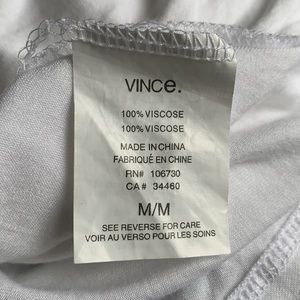 VINCe.
100% VISCOSE
100% VISCOSE
MADE IN CHINA
FABRIQUÉ EN CHINE
RN# 106730
CA# 34460
M/M
SEE REVERSE FOR CARE
VOIR AU VERSO POUR LES SOINS